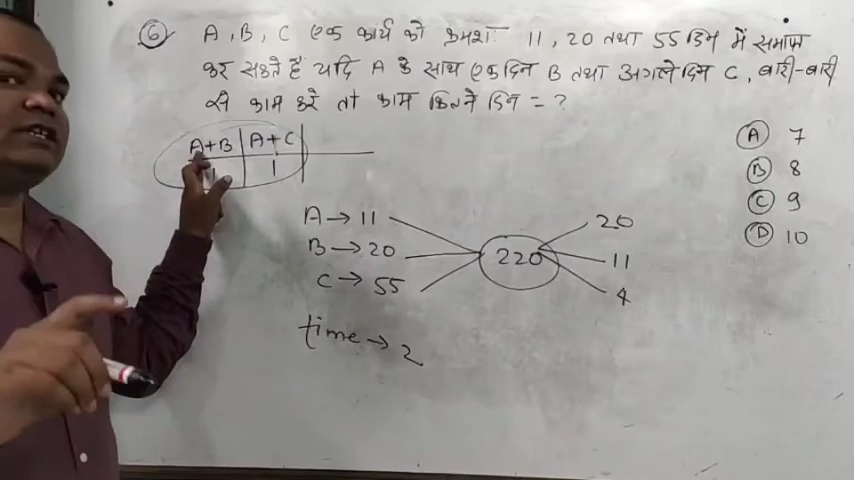 ⑥ A, B, C एक कार्य को क्रमशः 11, 20 तथा 55 दिन में समाप्त
कर सकते हैं यदि A के साथ एक दिन B तथा अगले दिन C, बारी-बारी
से काम करे तो काम कितने दिन = ?
A+B | A+C
1 | 1
A → 11
B → 20
C → 55
220
20
11
4
time → 2
Ⓐ 7
Ⓑ 8
Ⓒ 9
Ⓓ 10